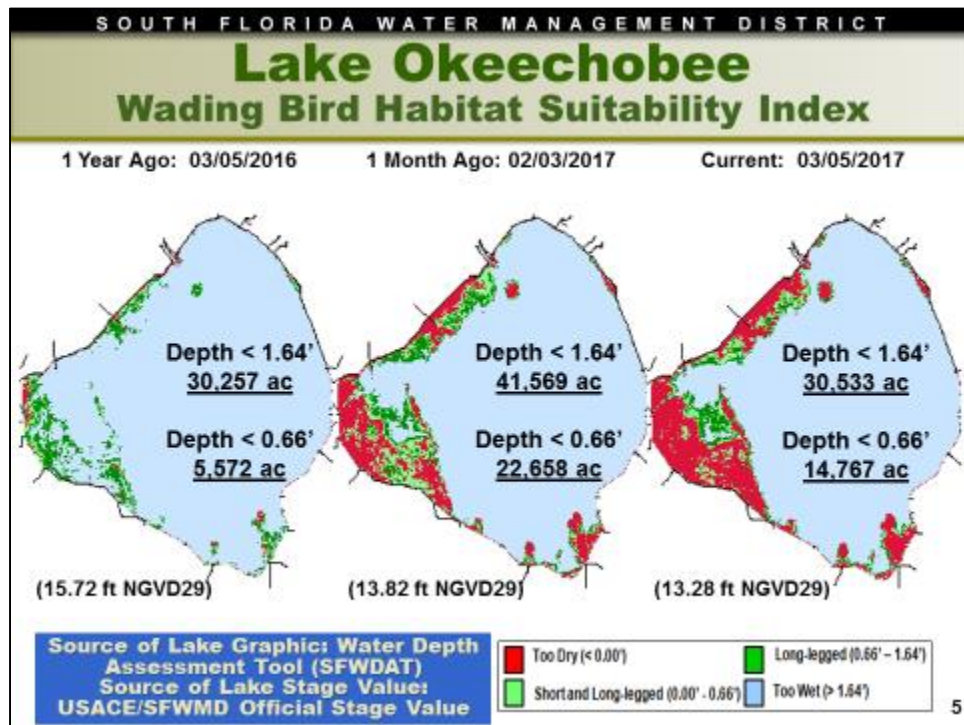 SOUTH FLORIDA WATER MANAGEMENT DISTRICT
Lake Okeechobee
Wading Bird Habitat Suitability Index
1 Year Ago: 03/05/2016
1 Month Ago: 02/03/2017
Current: 03/05/2017
Depth < 1.64’
30,257 ac
Depth < 0.66’
5,572 ac
(15.72 ft NGVD29)
Depth < 1.64’
41,569 ac
Depth < 0.66’
22,658 ac
(13.82 ft NGVD29)
Depth < 1.64’
30,533 ac
Depth < 0.66’
14,767 ac
(13.28 ft NGVD29)
Source of Lake Graphic: Water Depth
Assessment Tool (SFWDAT)
Source of Lake Stage Value:
USACE/SFWMD Official Stage Value
Too Dry (< 0.00')
Long-legged (0.66' – 1.64')
Short and Long-legged (0.00' - 0.66')
Too Wet (> 1.64')
5